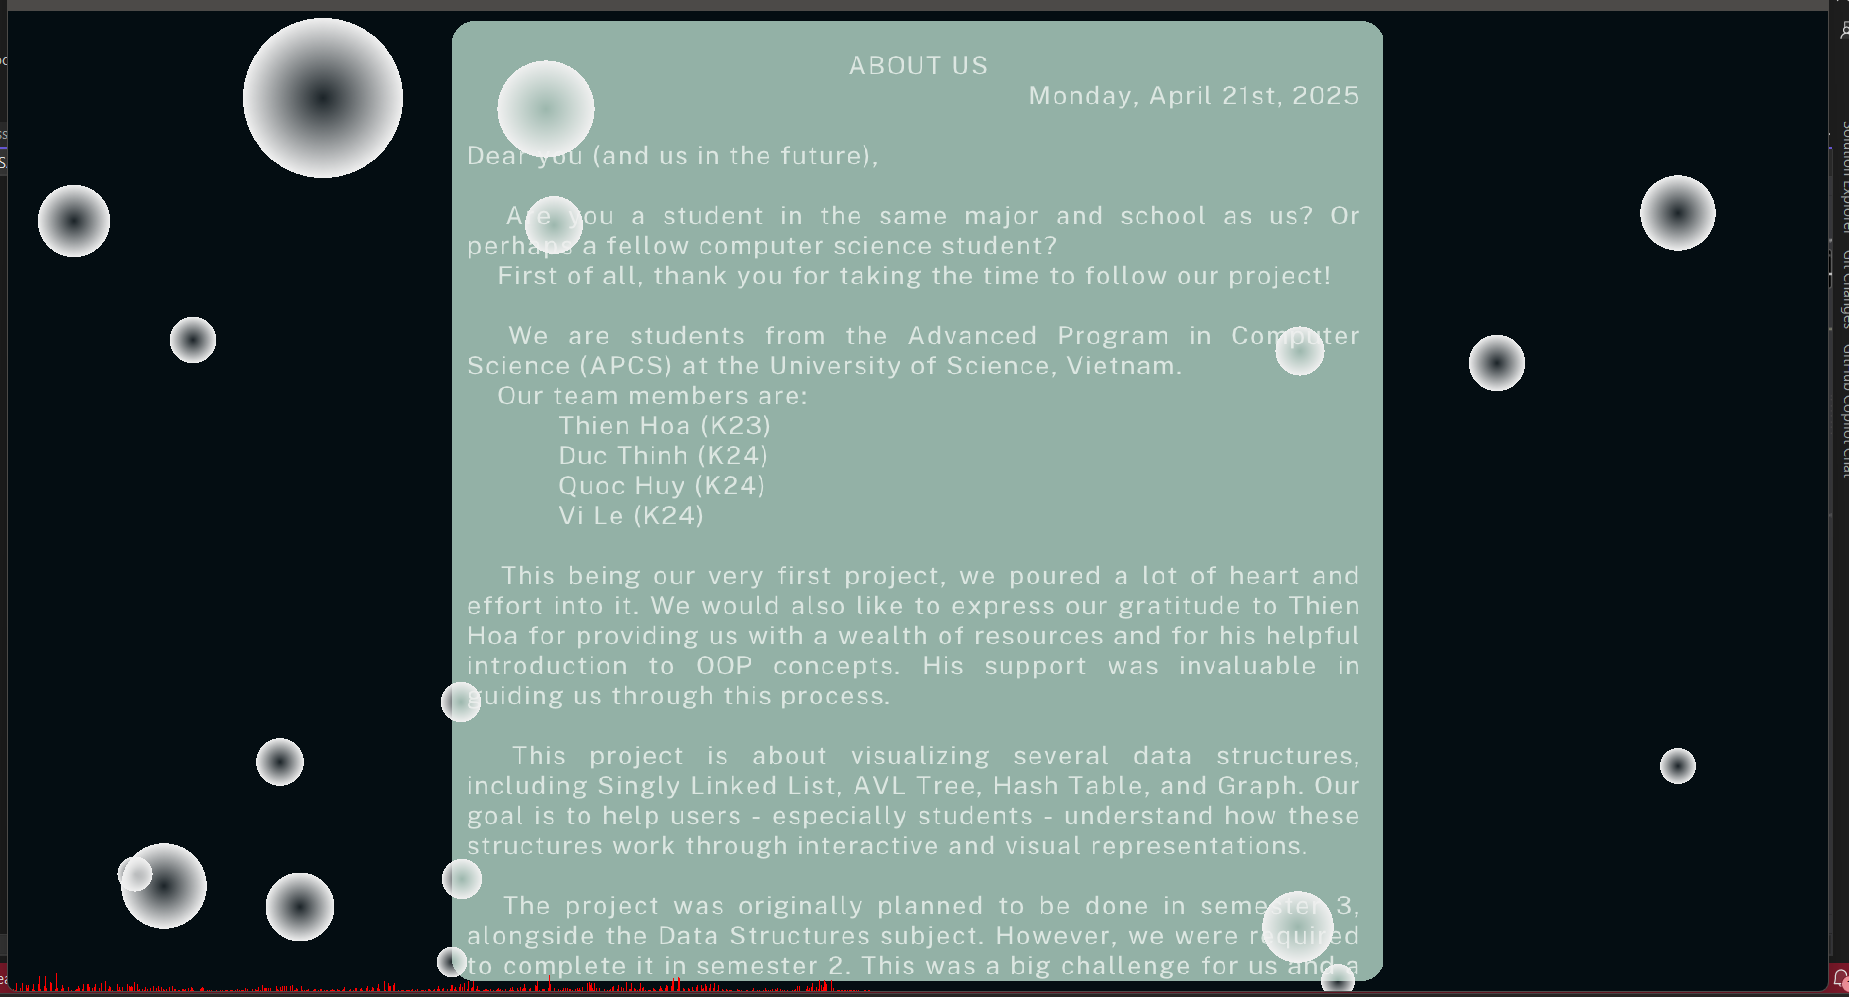 ABOUT US
Monday, April 21st, 2025
Dear you (and us in the future),
Are you a student in the same major and school as us? Or
perhaps a fellow computer science student?
First of all, thank you for taking the time to follow our project!
We are students from the Advanced Program in Computer
Science (APCS) at the University of Science, Vietnam.
Our team members are:
Thien Hoa (K23)
Duc Thinh (K24)
Quoc Huy (K24)
Vi Le (K24)
This being our very first project, we poured a lot of heart and
effort into it. We would also like to express our gratitude to Thien
Hoa for providing us with a wealth of resources and for his helpful
introduction to OOP concepts. His support was invaluable in
guiding us through this process.
This project is about visualizing several data structures,
including Singly Linked List, AVL Tree, Hash Table, and Graph. Our
goal is to help users - especially students - understand how these
structures work through interactive and visual representations.
The project was originally planned to be done in semester 3,
alongside the Data Structures subject. However, we were required
to complete it in semester 2. This was a big challenge for us and a
Solution Explorer
Git Changes
GitHub Copilot Chat